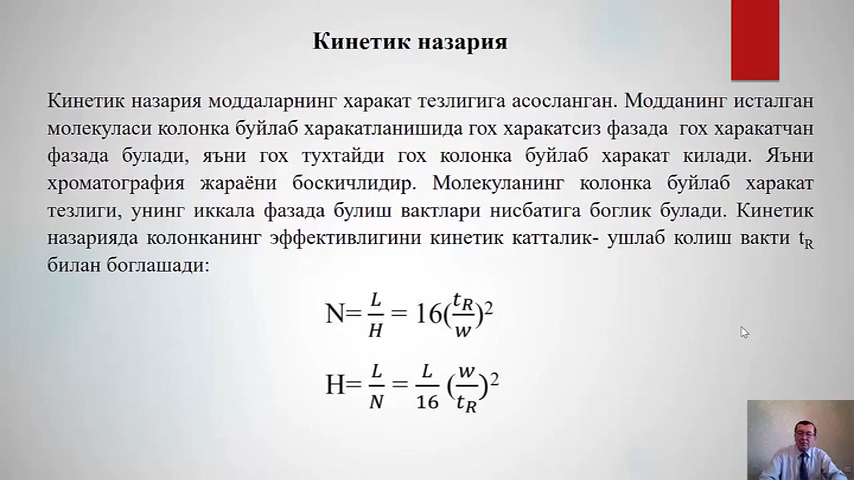 Кинетик назария
Кинетик назария моддаларнинг харакат тезлигига асосланган. Модданинг исталган
молекуласи колонка буйлаб харакатланишида гох харакатсиз фазада гох харакатчан
фазада булади, яъни гох тухтайди гох колонка буйлаб харакат килади. Яъни
хроматография жараёни боскичлидир. Молекуланинг колонка буйлаб харакат
тезлиги, унинг иккала фазада булиш вактлари нисбатига боглик булади. Кинетик
назарияда колонканинг эффективлигини кинетик катталик- ушлаб колиш вакти t_R
билан боглашади:
N= L/H = 16(t_R/w)²
H= L/N = L/16 (w/t_R)²